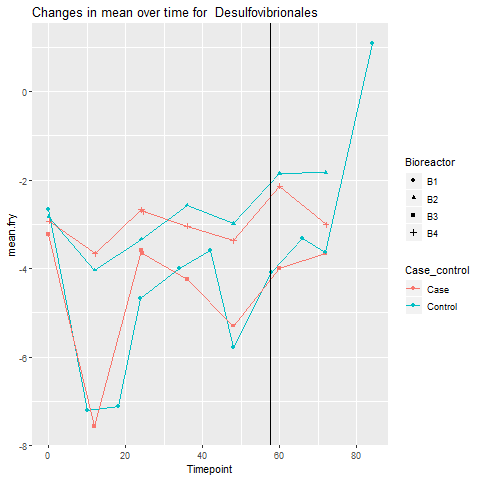 Changes in mean over time for  Desulfovibrionales
mean.fry
0
-2
-4
-6
-8
0
20
40
60
80
Timepoint
Bioreactor
B1
B2
B3
B4
Case_control
Case
Control